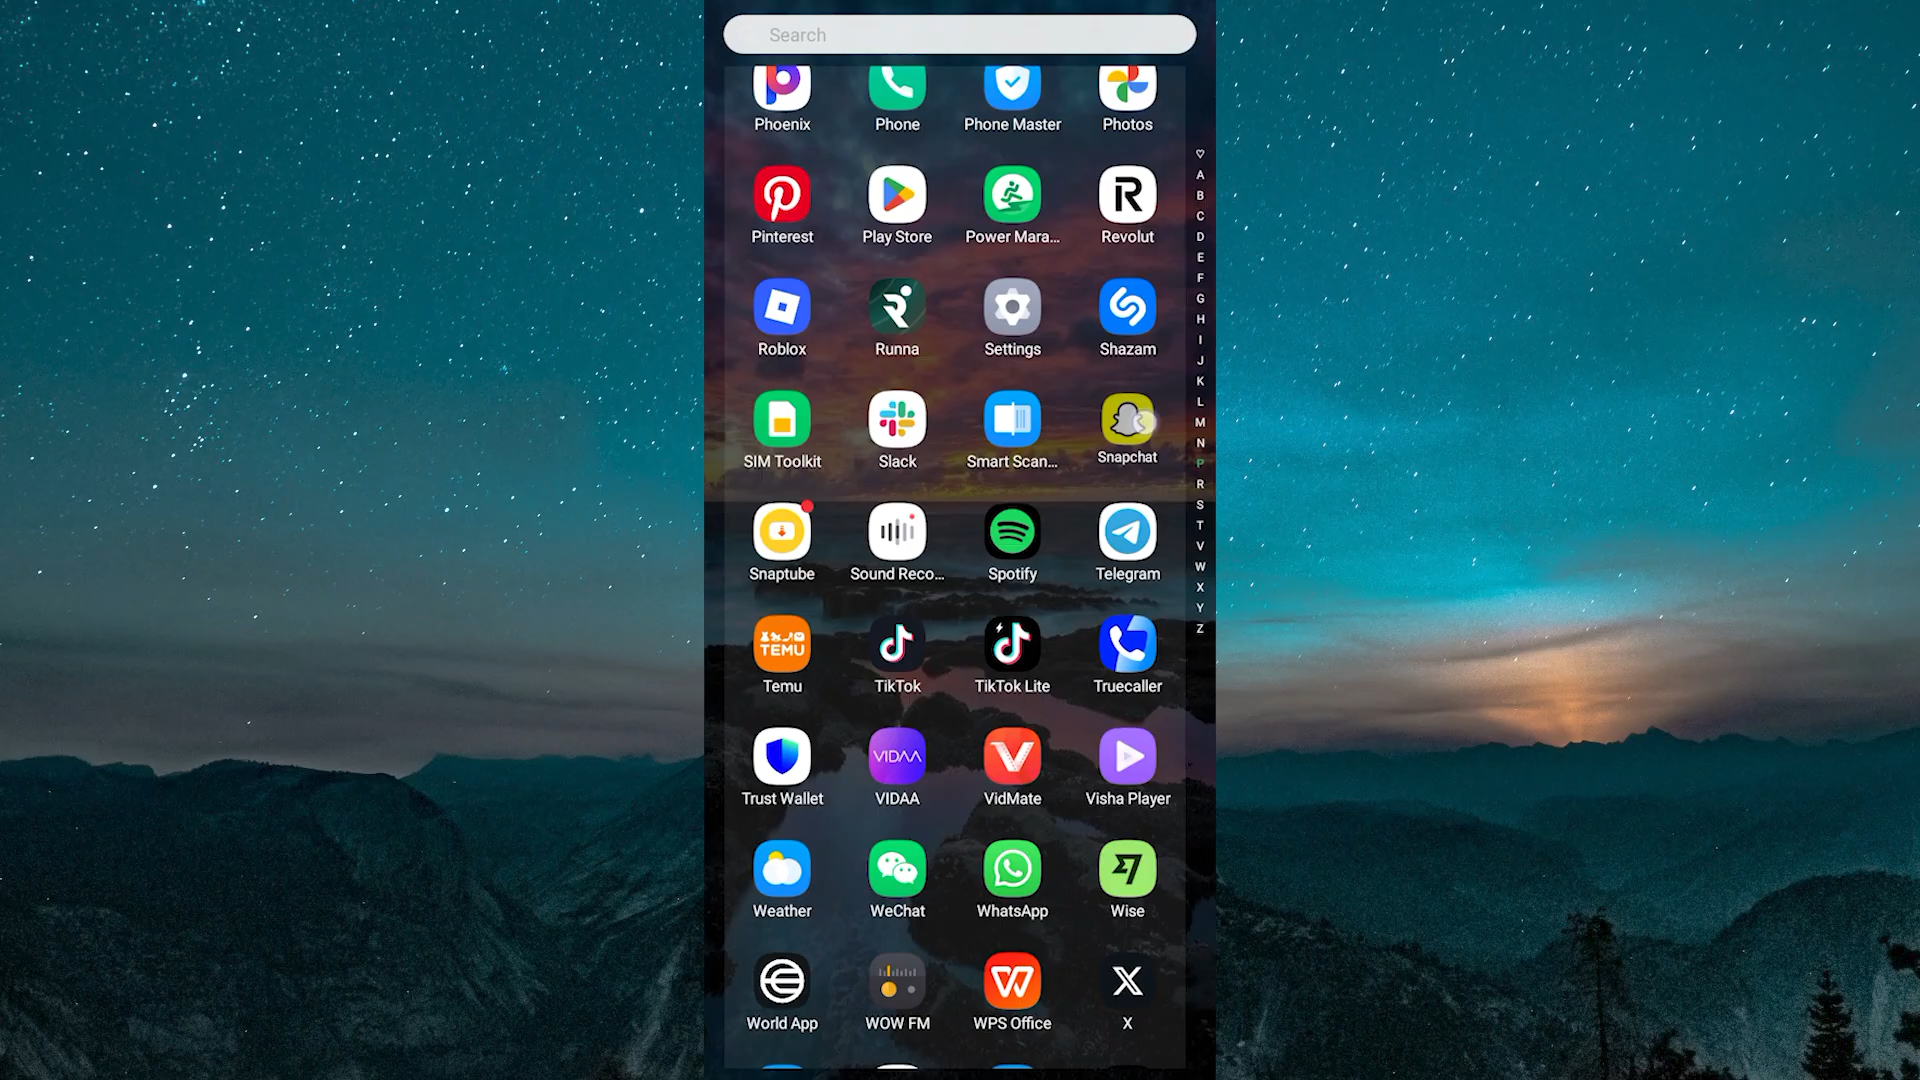 Search
Phoenix Phone Phone Master Photos
Pinterest Play Store Power Mara... Revolut
Roblox Runna Settings Shazam
SIM Toolkit Slack Smart Scan... Snapchat
Snaptube Sound Reco... Spotify Telegram
TEMU
Temu TikTok TikTok Lite Truecaller
VIDAA
Trust Wallet VIDAA VidMate Visha Player
Weather WeChat WhatsApp Wise
World App WOW FM WPS Office X
A
B
C
D
E
F
G
H
I
J
K
L
M
N
P
R
S
T
V
W
X
Y
Z